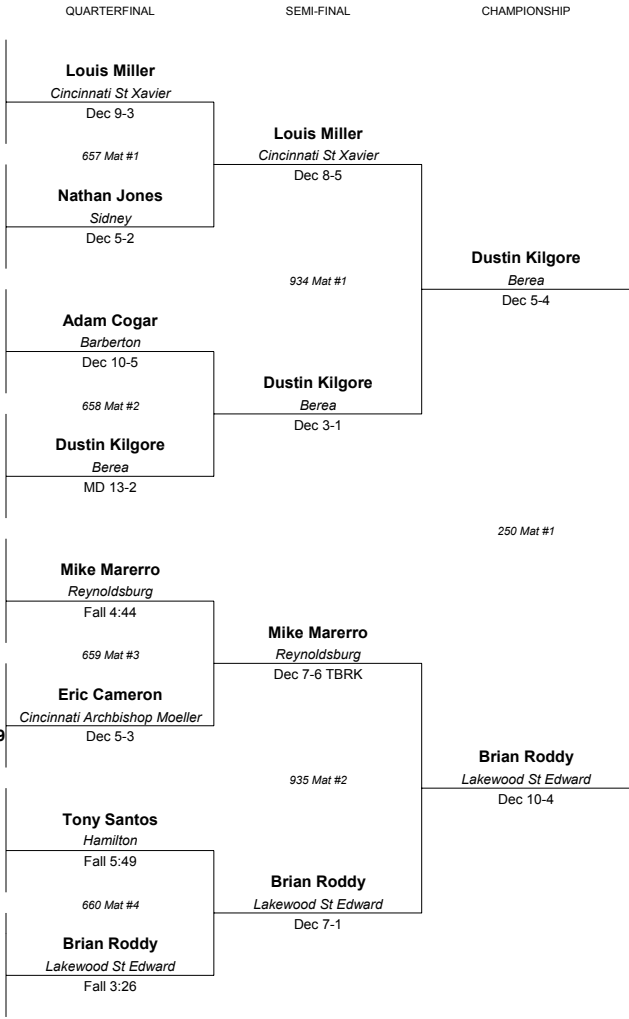 QUARTERFINAL SEMI-FINAL CHAMPIONSHIP
Louis Miller
Cincinnati St Xavier
Dec 9-3
Louis Miller
657 Mat #1
Cincinnati St Xavier
Dec 8-5
Nathan Jones
Sidney
Dec 5-2
Dustin Kilgore
934 Mat #1
Berea
Dec 5-4
Adam Cogar
Barberton
Dec 10-5
Dustin Kilgore
658 Mat #2
Berea
Dec 3-1
Dustin Kilgore
Berea
MD 13-2
250 Mat #1
Mike Marerro
Reynoldsburg
Fall 4:44
Mike Marerro
659 Mat #3
Reynoldsburg
Dec 7-6 TBRK
Eric Cameron
Cincinnati Archbishop Moeller
9 Dec 5-3
Brian Roddy
935 Mat #2
Lakewood St Edward
Dec 10-4
Tony Santos
Hamilton
Fall 5:49
Brian Roddy
660 Mat #4
Lakewood St Edward
Dec 7-1
Brian Roddy
Lakewood St Edward
Fall 3:26